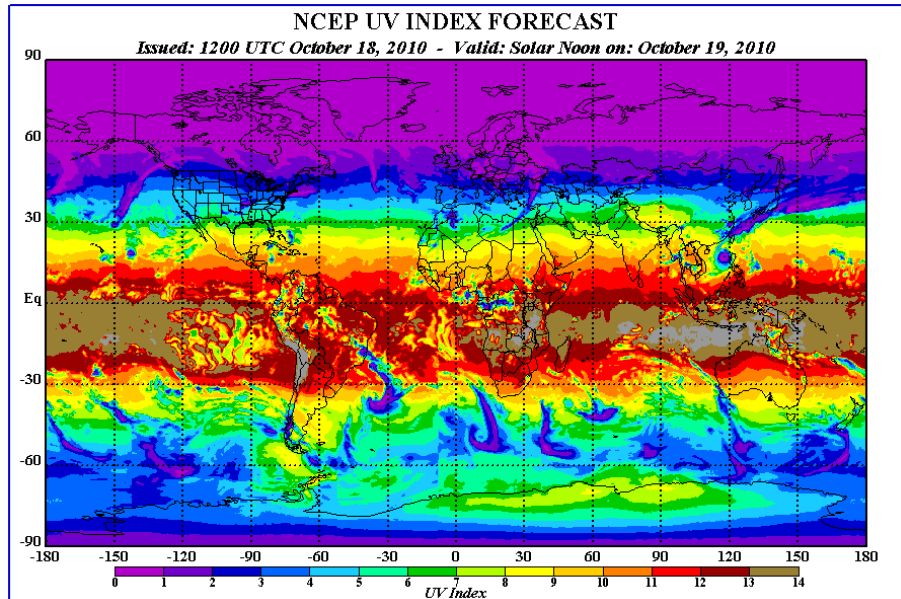 NCEP UV INDEX FORECAST
Issued: 1200 UTC October 18, 2010 - Valid: Solar Noon on: October 19, 2010
90
60
30
Eq
-30
-60
-90
-180 -150 -120 -90 -60 -30 0 30 60 90 120 150 180
0 1 2 3 4 5 6 7 8 9 10 11 12 13 14
UV Index